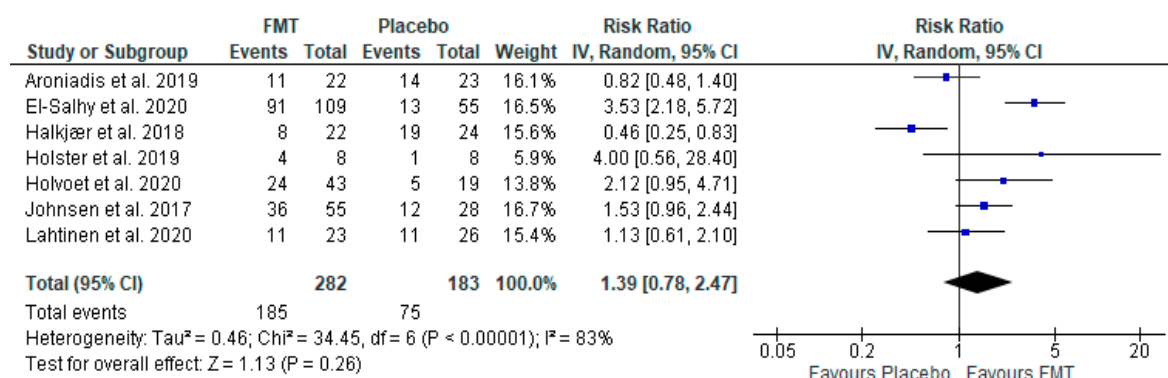 FMT Placebo Risk Ratio Risk Ratio
Study or Subgroup Events Total Events Total Weight IV, Random, 95% CI IV, Random, 95% CI
Aroniadis et al. 2019 11 22 14 23 16.1% 0.82 [0.48, 1.40]
El-Salhy et al. 2020 91 109 13 55 16.5% 3.53 [2.18, 5.72]
Halkjær et al. 2018 8 22 19 24 15.6% 0.46 [0.25, 0.83]
Holster et al. 2019 4 8 1 8 5.9% 4.00 [0.56, 28.40]
Holvoet et al. 2020 24 43 5 19 13.8% 2.12 [0.95, 4.71]
Johnsen et al. 2017 36 55 12 28 16.7% 1.53 [0.96, 2.44]
Lahtinen et al. 2020 11 23 11 26 15.4% 1.13 [0.61, 2.10]
Total (95% CI) 282 183 100.0% 1.39 [0.78, 2.47]
Total events 185 75
Heterogeneity: Tau² = 0.46; Chi² = 34.45, df = 6 (P < 0.00001); I² = 83%
Test for overall effect: Z = 1.13 (P = 0.26)
0.05 0.2 1 5 20
Favours Placebo Favours FMT